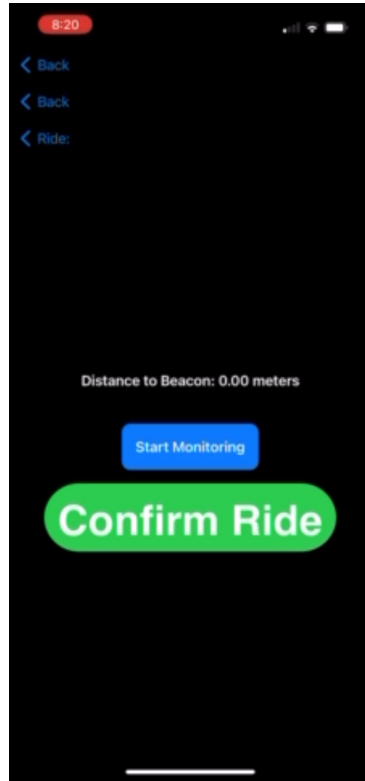 8:20
Back
Back
Ride:
Distance to Beacon: 0.00 meters
Start Monitoring
Confirm Ride